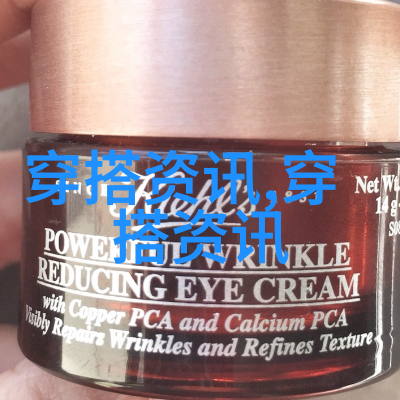 穿搭资讯,穿
搭资讯
Kiehl's
Net Wt.
14 g
POWERFUL WRINKLE
REDUCING EYE CREAM
with Copper PCA and Calcium PCA
Visibly Repairs Wrinkles and Refines Texture